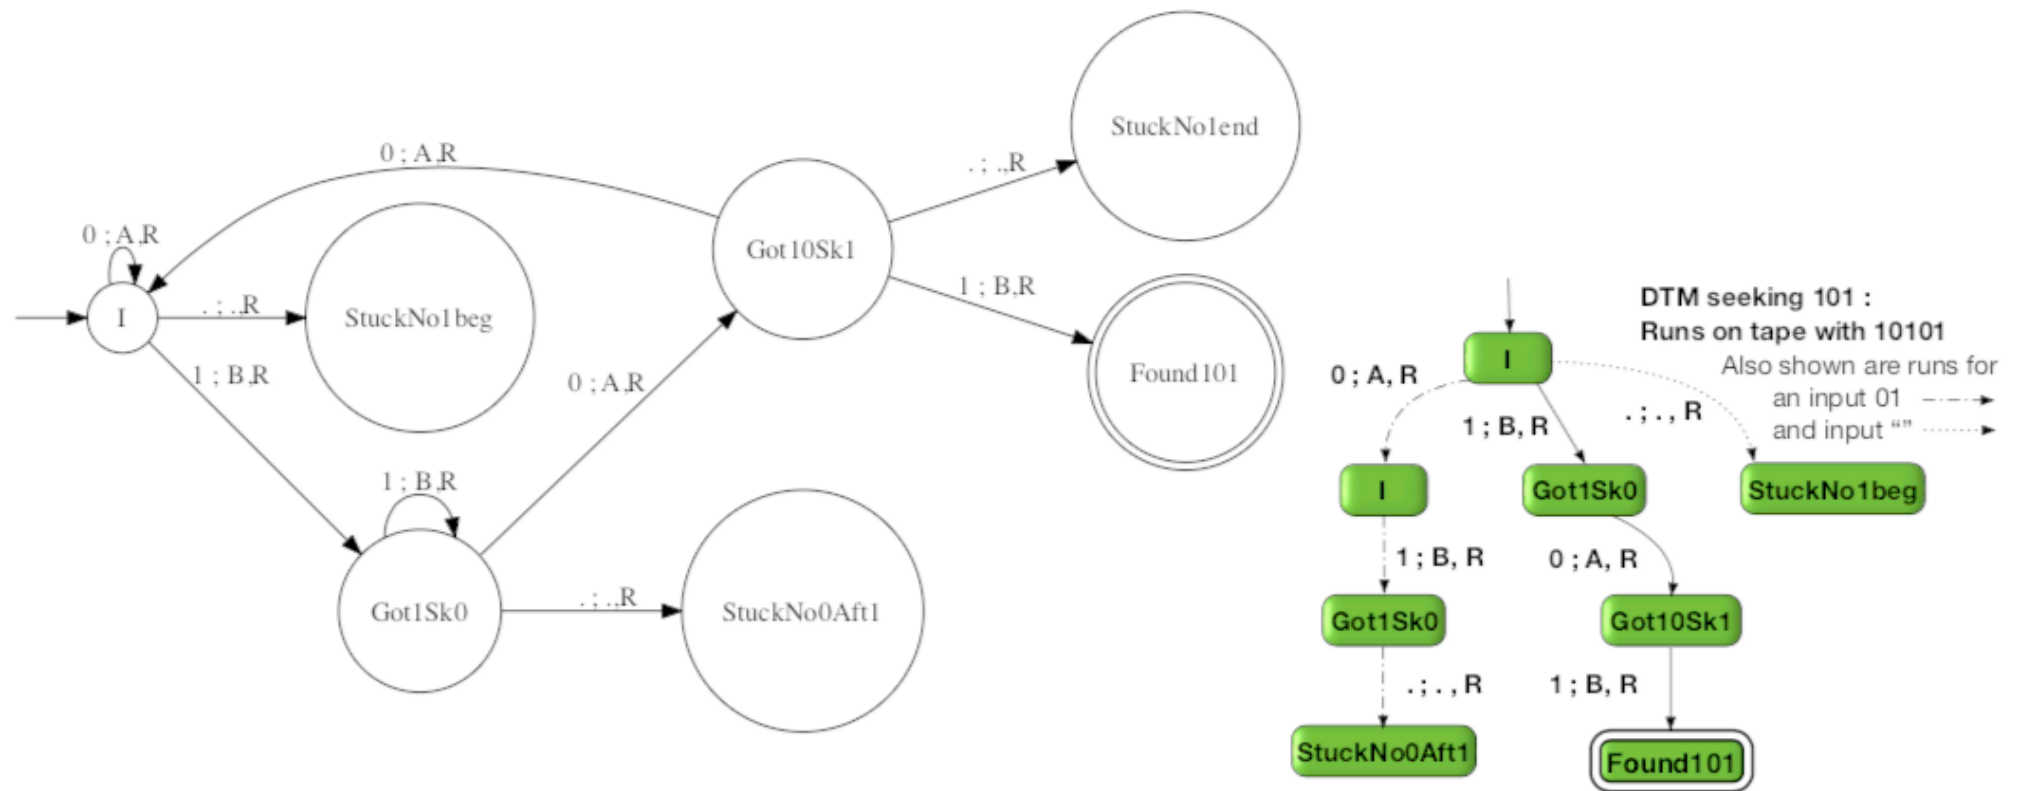 StuckNo1end
0 ; A,R
. ; .,R
0 ; A,R
Got10Sk1
1 ; B,R
I
. ; .,R
StuckNo1beg
Found101
1 ; B,R
0 ; A,R
1 ; B,R
Got1Sk0
. ; .,R
StuckNo0Aft1
DTM seeking 101 :
Runs on tape with 10101
Also shown are runs for
an input 01
and input “”
I
0 ; A, R
1 ; B, R
. ; . , R
I
Got1Sk0
StuckNo1beg
1 ; B, R
0 ; A, R
Got1Sk0
Got10Sk1
. ; . , R
1 ; B, R
StuckNo0Aft1
Found101